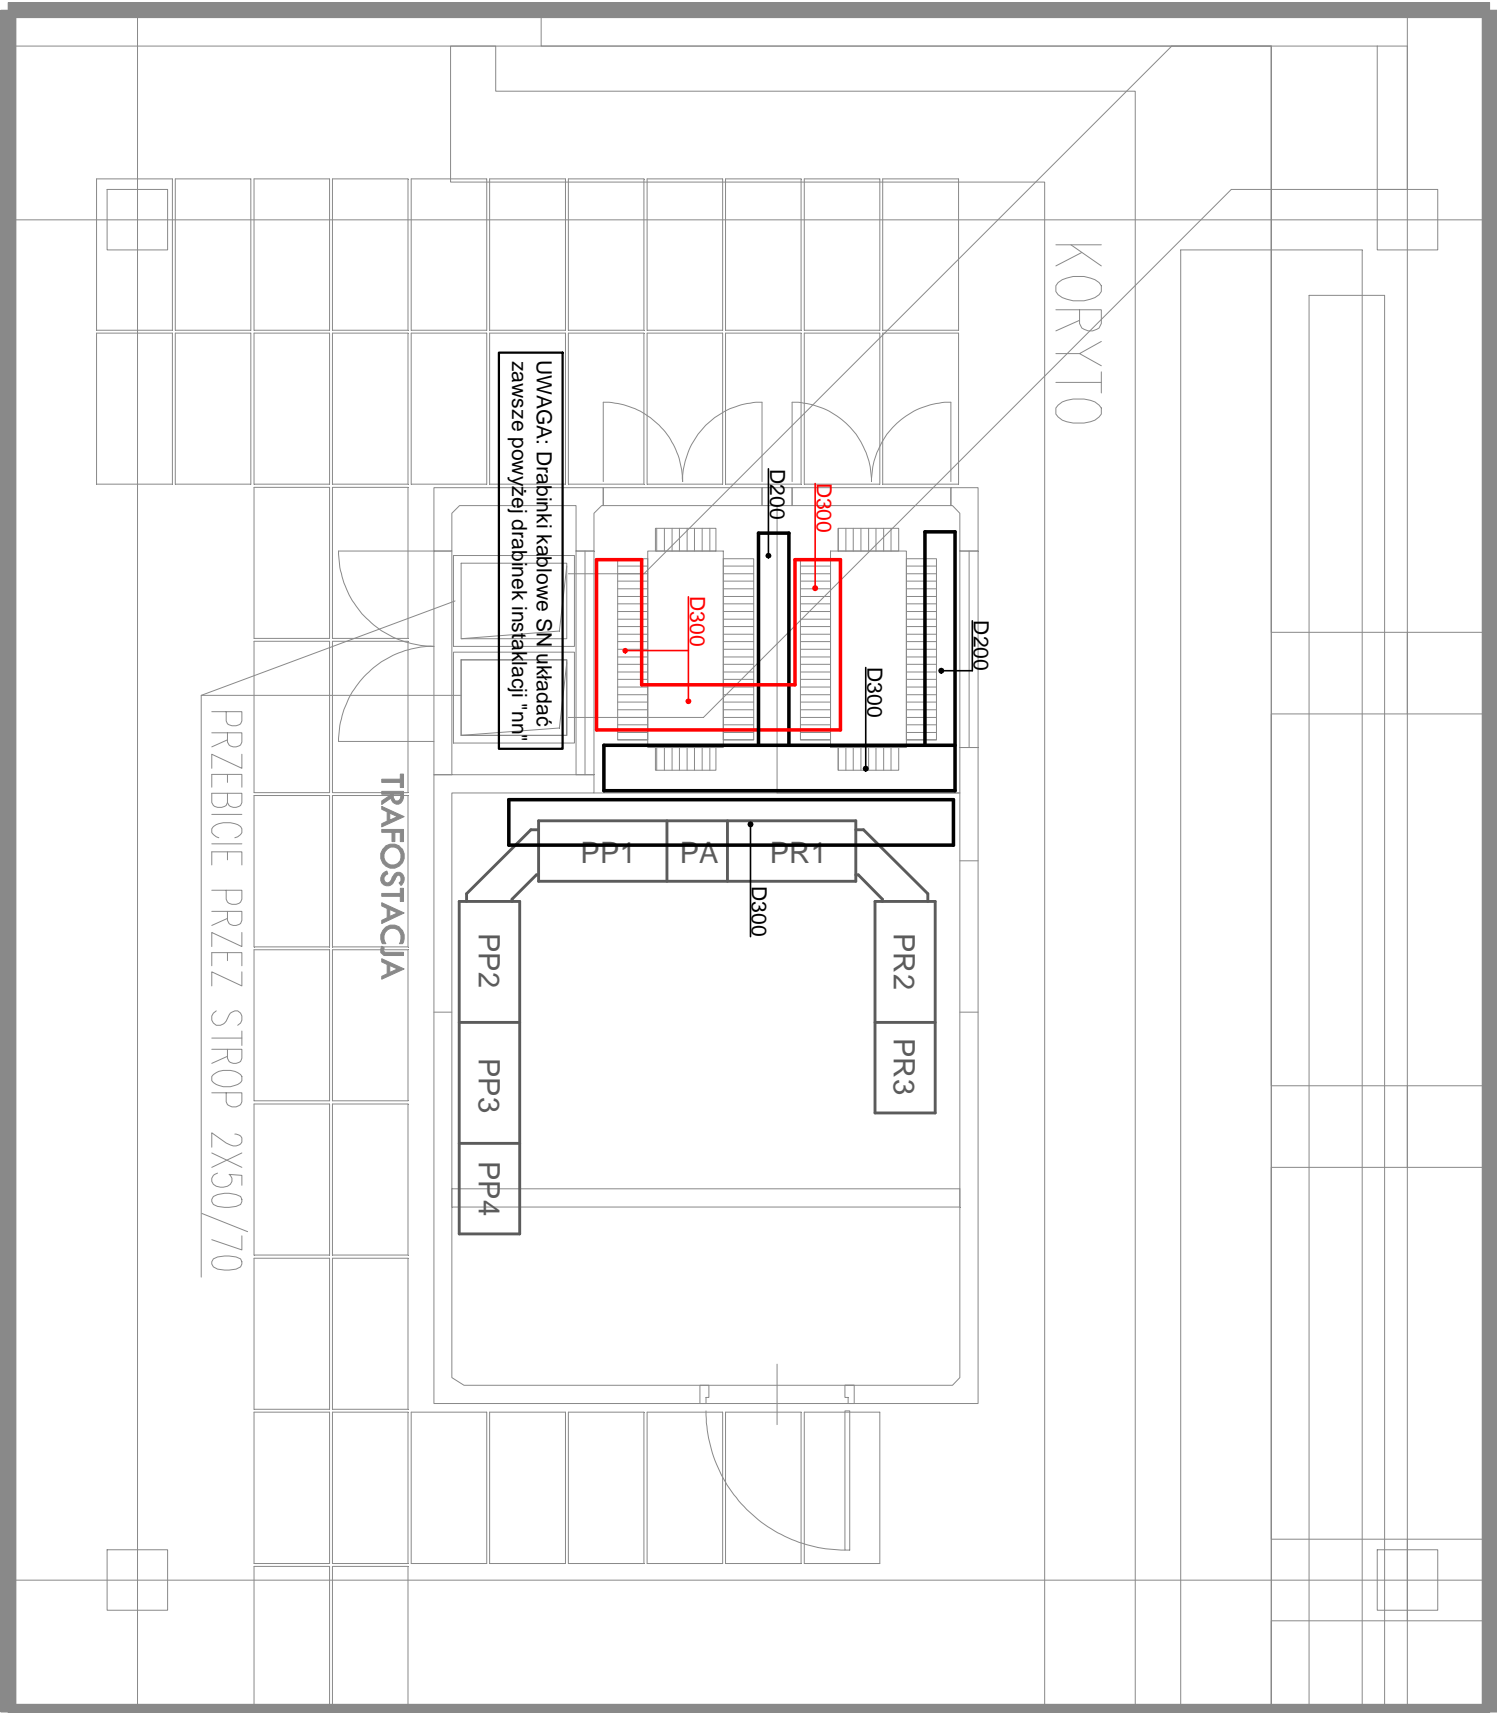 KORYTO
UWAGA: Drabinki kablowe SN układać
zawsze powyżej drabinek instaklacji "nn"
D200
D300
D300
D200
D300
D300
TRAFOSTACJA
PRZEBICIE PRZEZ STROP 2X50/70
PP1
PA
PR1
PP2
PP3
PP4
PR2
PR3